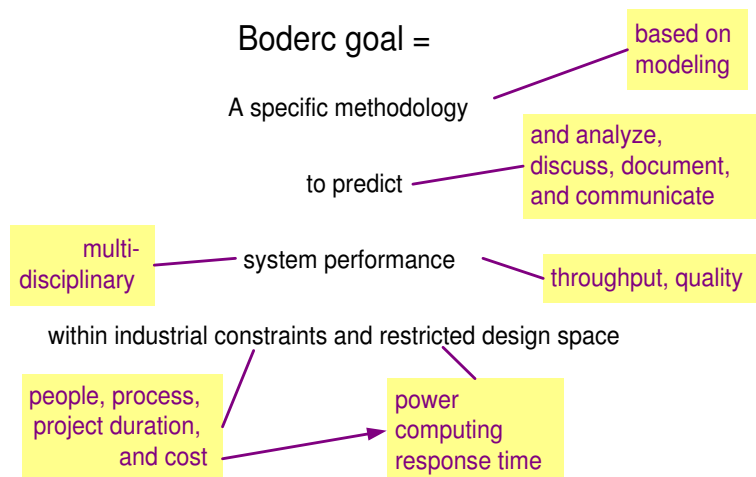 Boderc goal =
based on
modeling
A specific methodology
and analyze,
discuss, document,
and communicate
to predict
multi-
disciplinary
system performance
throughput, quality
within industrial constraints and restricted design space
people, process,
project duration,
and cost
power
computing
response time